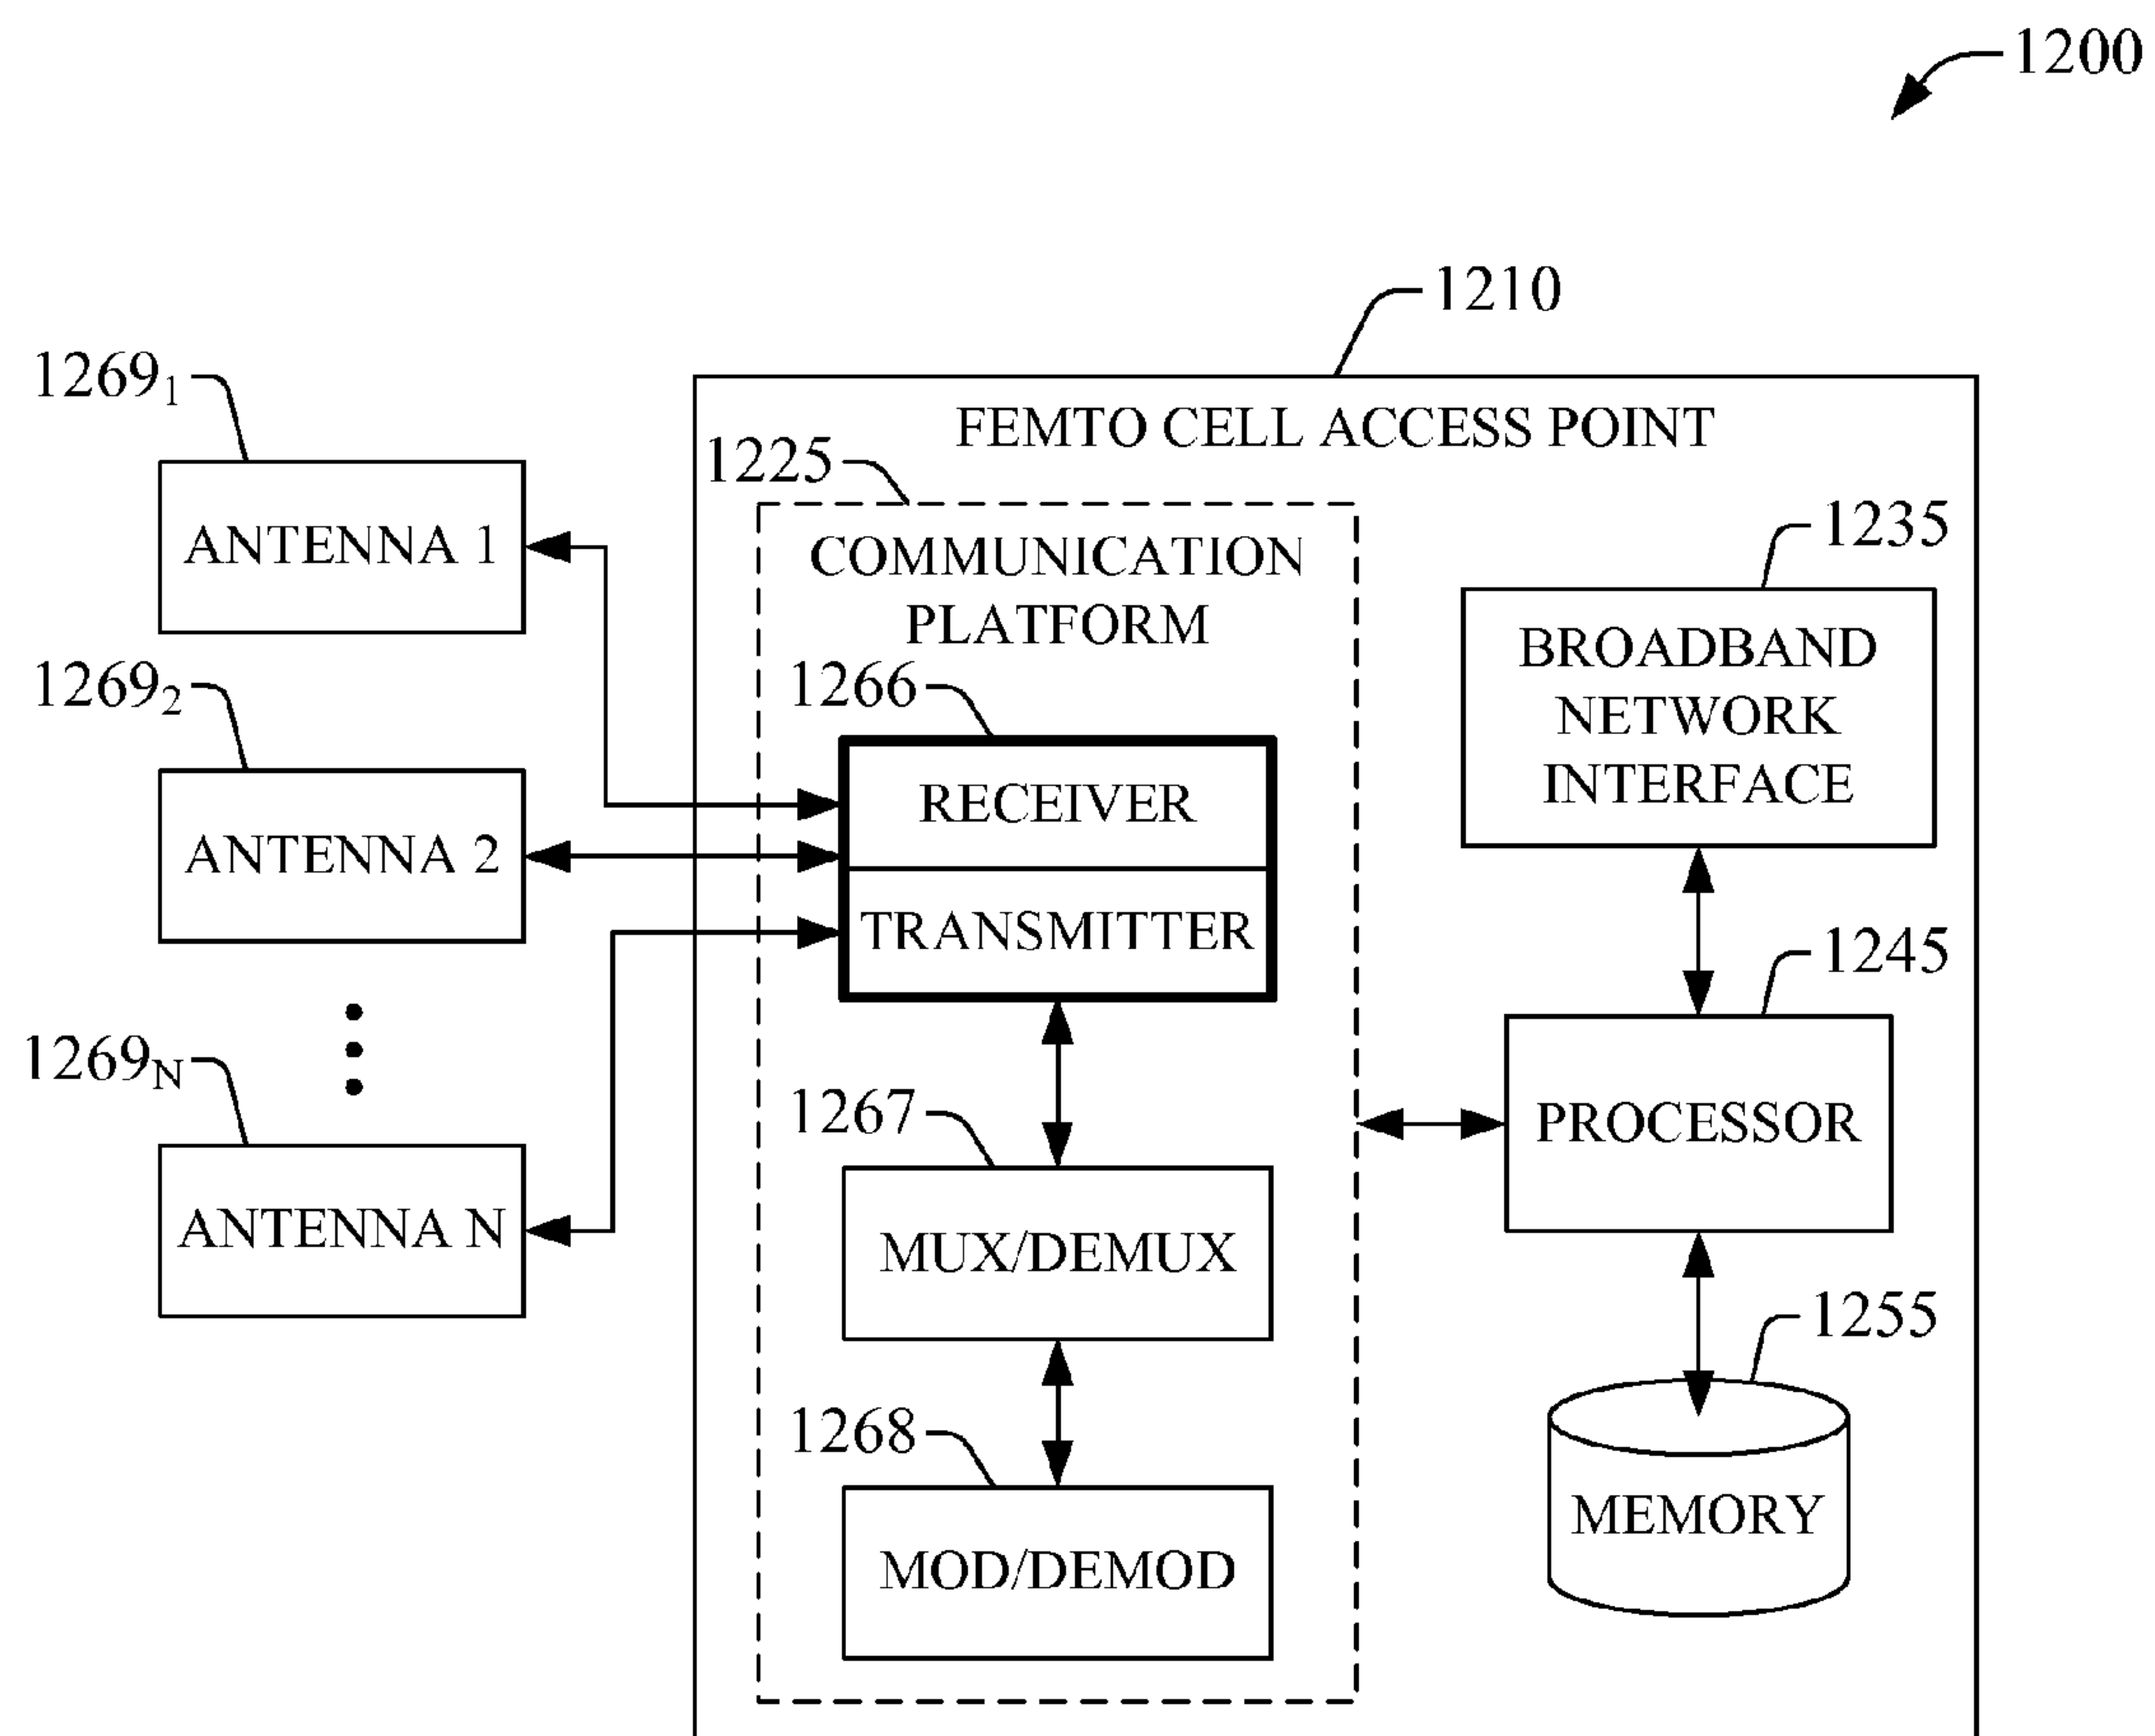 1200
1210
FEMTO CELL ACCESS POINT
1269₁
ANTENNA 1
1269₂
ANTENNA 2
1269N
ANTENNA N
1225
COMMUNICATION
PLATFORM
1266
RECEIVER
TRANSMITTER
1267
MUX/DEMUX
1268
MOD/DEMOD
1235
BROADBAND
NETWORK
INTERFACE
1245
PROCESSOR
1255
MEMORY